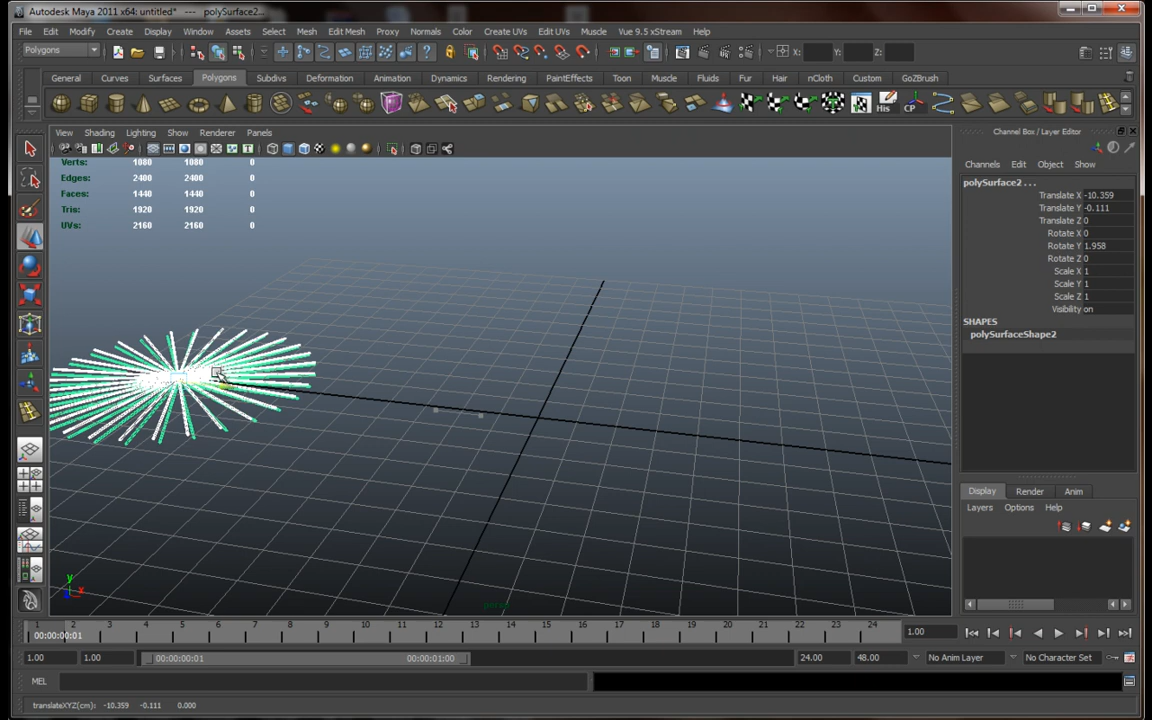 Autodesk Maya 2011 x64: untitled* --- polySurface2...
File Edit Modify Create Display Window Assets Select Mesh Edit Mesh Proxy Normals Color Create UVs Edit UVs Muscle Vue 9.5 xStream Help
Polygons X: Y: Z:
General Curves Surfaces Polygons Subdivs Deformation Animation Dynamics Rendering PaintEffects Toon Muscle Fluids Fur Hair nCloth Custom GoZBrush
His CP
View Shading Lighting Show Renderer Panels
Channel Box / Layer Editor
Verts: 1080 1080 0
Edges: 2400 2400 0
Faces: 1440 1440 0
Tris: 1920 1920 0
UVs: 2160 2160 0
Channels Edit Object Show
polySurface2 . . .
Translate X -10.359
Translate Y -0.111
Translate Z 0
Rotate X 0
Rotate Y 1.958
Rotate Z 0
Scale X 1
Scale Y 1
Scale Z 1
Visibility on
SHAPES
polySurfaceShape2
Display Render Anim
Layers Options Help
y
x
z
persp
1 2 3 4 5 6 7 8 9 10 11 12 13 14 15 16 17 18 19 20 21 22 23 24
00:00:00:01
1.00
1.00 1.00 00:00:00:01 00:00:01:00 24.00 48.00 No Anim Layer No Character Set
MEL
translateXYZ(cm): -10.359 -0.111 0.000